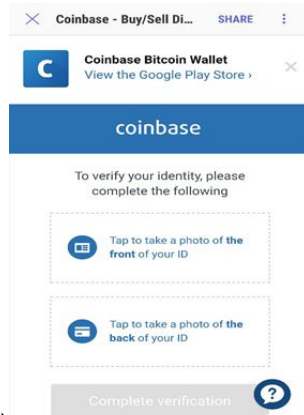 Coinbase - Buy/Sell Di...
SHARE
C
Coinbase Bitcoin Wallet
View the Google Play Store ›
coinbase
To verify your identity, please
complete the following
Tap to take a photo of the
front of your ID
Tap to take a photo of the
back of your ID
Complete verification
?